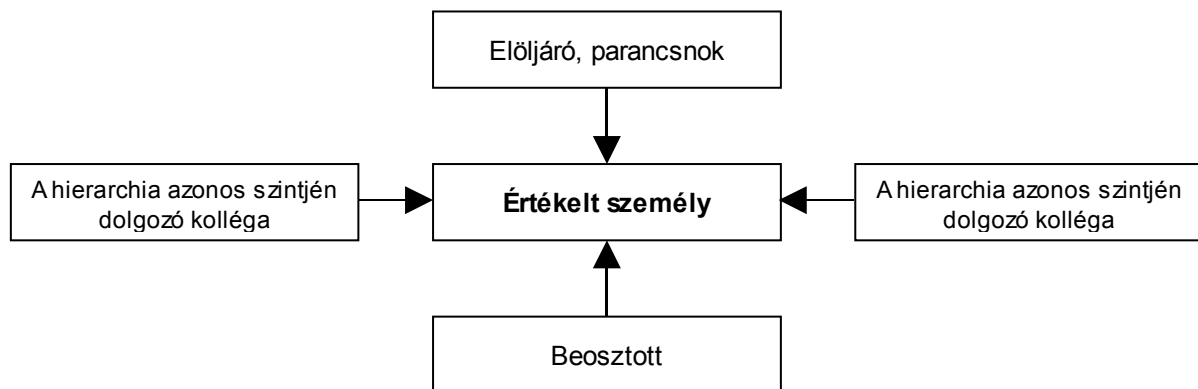 Elöljáró, parancsnok
A hierarchia azonos szintjén
dolgozó kolléga
Értékelt személy
A hierarchia azonos szintjén
dolgozó kolléga
Beosztott